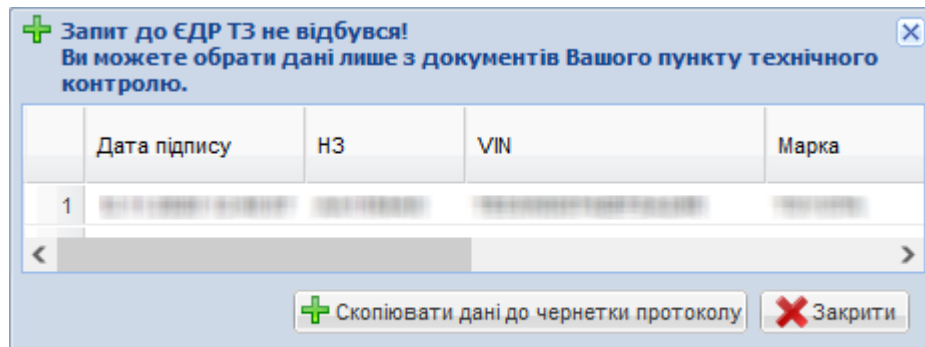 Запит до ЄДР ТЗ не відбувся!
Ви можете обрати дані лише з документів Вашого пункту технічного
контролю.
Дата підпису НЗ VIN Марка
1
Скопіювати дані до чернетки протоколу Закрити